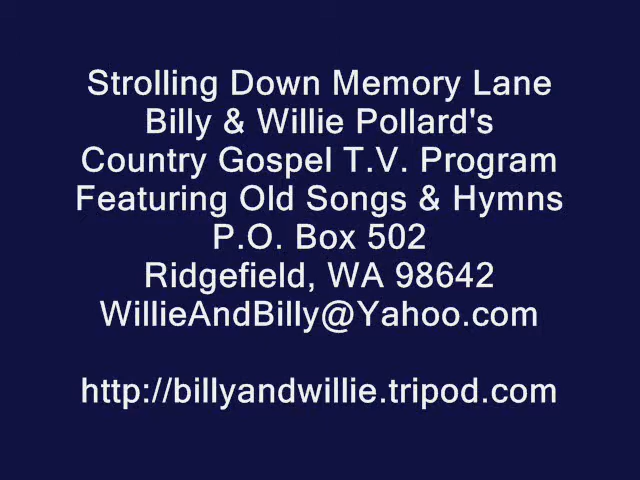 Strolling Down Memory Lane
Billy & Willie Pollard's
Country Gospel T.V. Program
Featuring Old Songs & Hymns
P.O. Box 502
Ridgefield, WA 98642
WillieAndBilly@Yahoo.com
http://billyandwillie.tripod.com